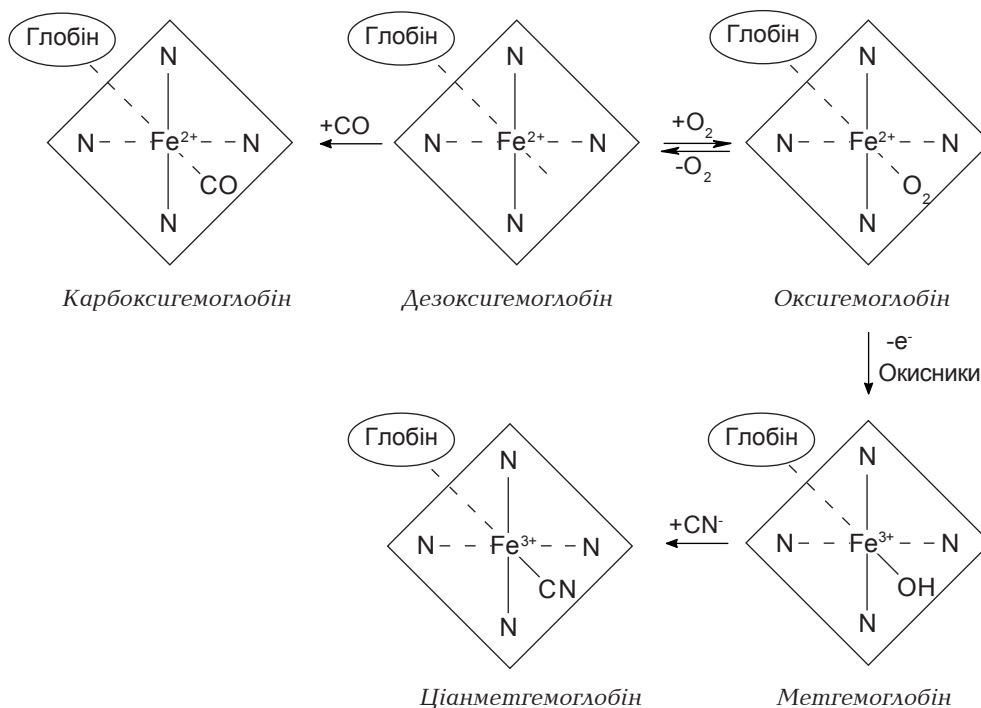 Глобін
Глобін
Глобін
N
N
N
N
Fe²⁺
N
+CO
N
Fe²⁺
N
+O₂
-O₂
N
Fe²⁺
N
CO
O₂
N
N
N
Карбоксигемоглобін
Дезоксигемоглобін
Оксигемоглобін
-e⁻
Окисники
Глобін
Глобін
N
N
N
Fe³⁺
N
+CN⁻
N
Fe³⁺
N
CN
OH
N
N
Ціанметгемоглобін
Метгемоглобін